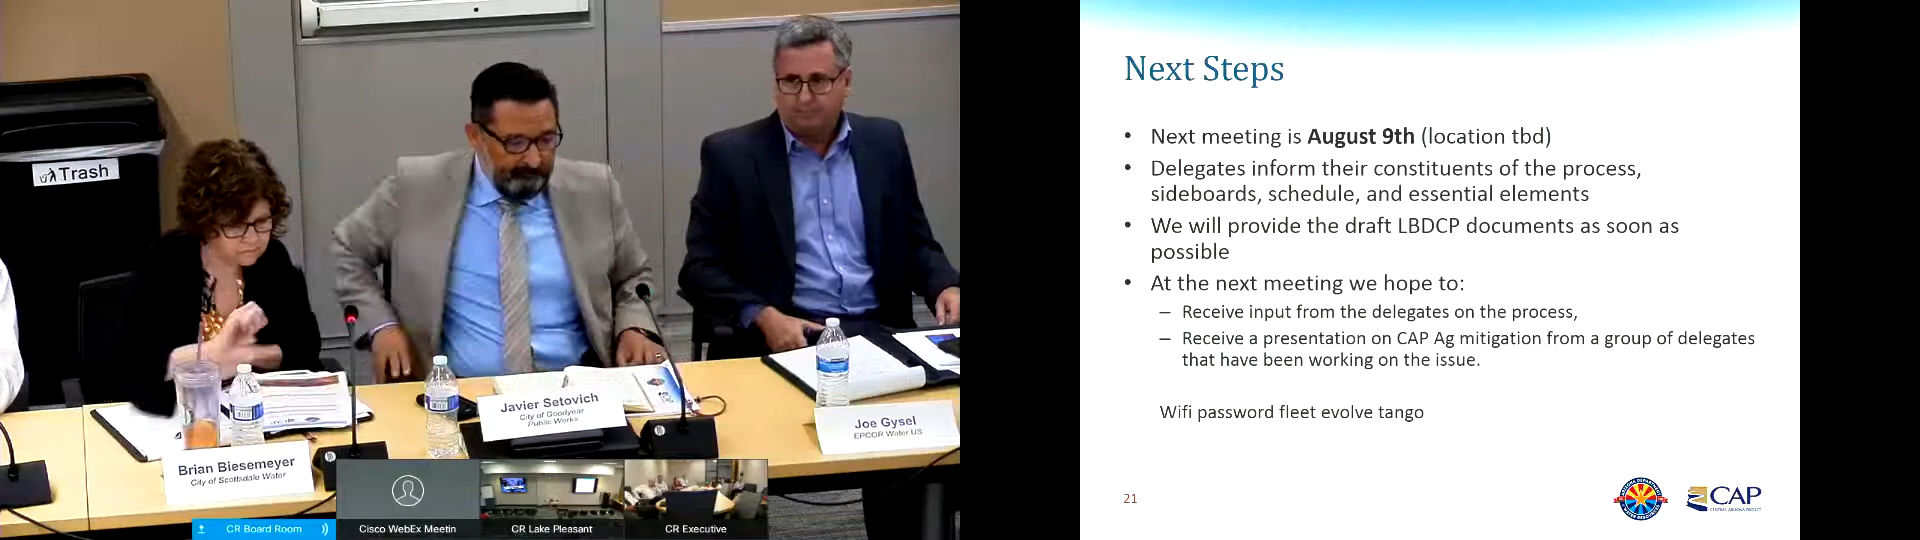 Trash
Brian Biesemeyer
City of Scottsdale Water
Javier Setovich
City of Goodyear
Public Works
Joe Gysel
EPCOR Water US
CR Board Room
Cisco WebEx Meetin
CR Lake Pleasant
CR Executive
Next Steps
• Next meeting is August 9th (location tbd)
• Delegates inform their constituents of the process,
sideboards, schedule, and essential elements
• We will provide the draft LBDCP documents as soon as
possible
• At the next meeting we hope to:
– Receive input from the delegates on the process,
– Receive a presentation on CAP Ag mitigation from a group of delegates
that have been working on the issue.
Wifi password fleet evolve tango
21
CAP
CENTRAL ARIZONA PROJECT